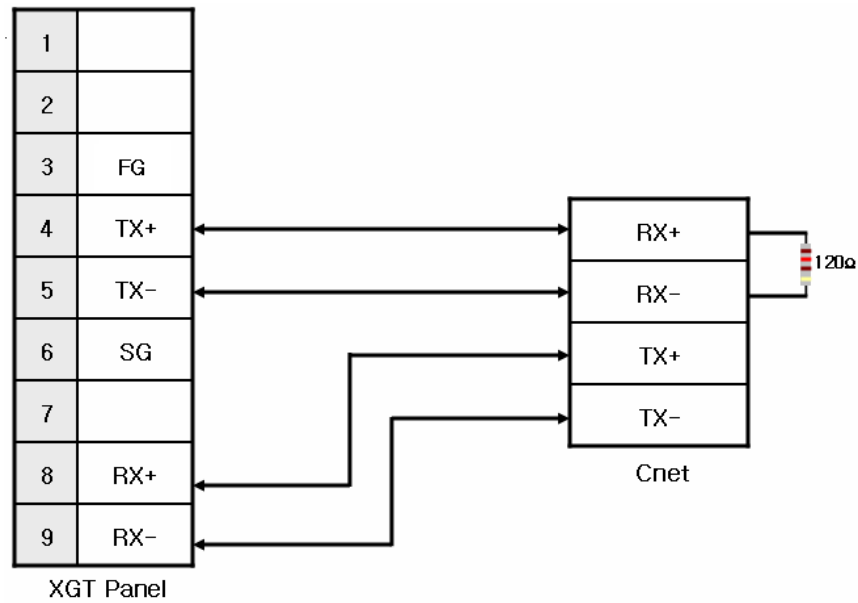 1
2
3 FG
4 TX+
5 TX-
6 SG
7
8 RX+
9 RX-
XGT Panel
RX+
RX-
TX+
TX-
Cnet
120Ω